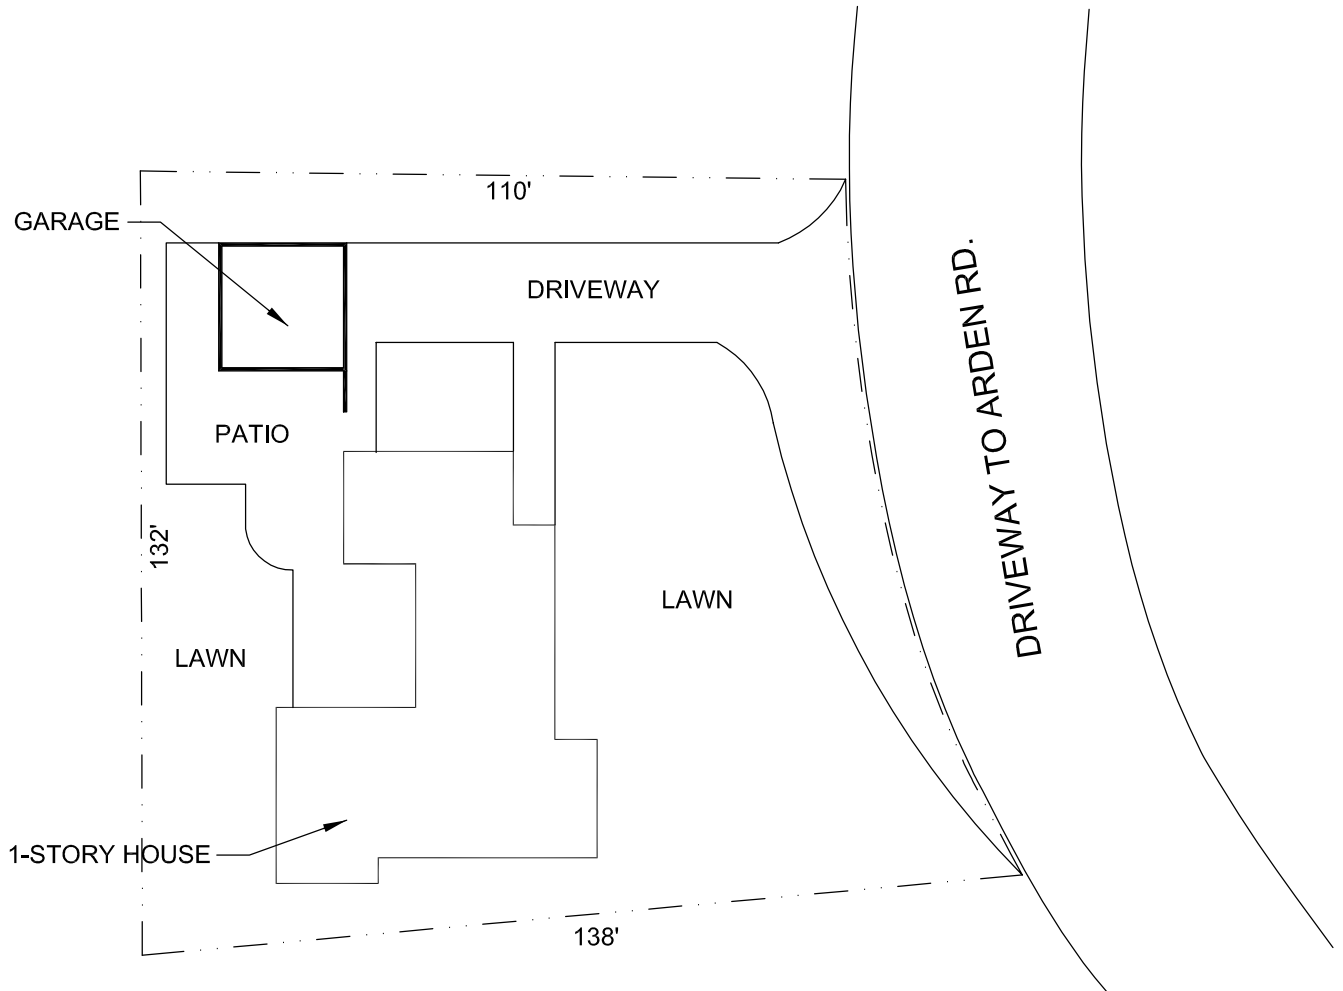 110'
GARAGE
DRIVEWAY
DRIVEWAY TO ARDEN RD.
PATIO
132'
LAWN
LAWN
1-STORY HOUSE
138'